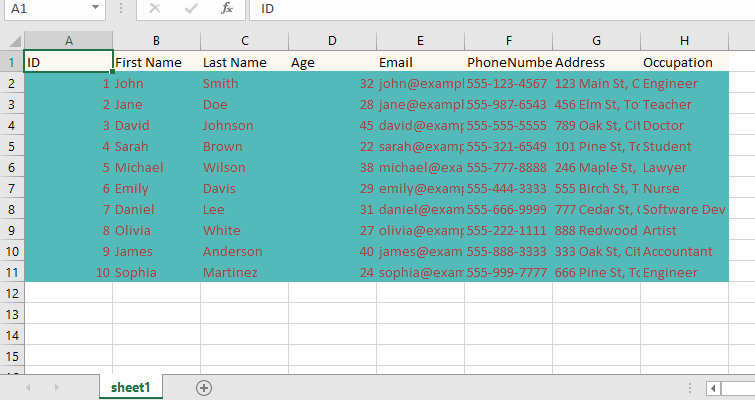 A1 fx ID
A B C D E F G H
1 ID First Name Last Name Age Email PhoneNumbe Address Occupation
2 1 John Smith 32 john@exampl 555-123-4567 123 Main St, C Engineer
3 2 Jane Doe 28 jane@exampl 555-987-6543 456 Elm St, To Teacher
4 3 David Johnson 45 david@examp 555-555-5555 789 Oak St, Cit Doctor
5 4 Sarah Brown 22 sarah@examp 555-321-6549 101 Pine St, To Student
6 5 Michael Wilson 38 michael@exa 555-777-8888 246 Maple St, Lawyer
7 6 Emily Davis 29 emily@examp 555-444-3333 555 Birch St, T Nurse
8 7 Daniel Lee 31 daniel@exam 555-666-9999 777 Cedar St, Software Dev
9 8 Olivia White 27 olivia@examp 555-222-1111 888 Redwood Artist
10 9 James Anderson 40 james@exam 555-888-3333 333 Oak St, Cit Accountant
11 10 Sophia Martinez 24 sophia@exam 555-999-7777 666 Pine St, To Engineer
12
13
14
15
sheet1